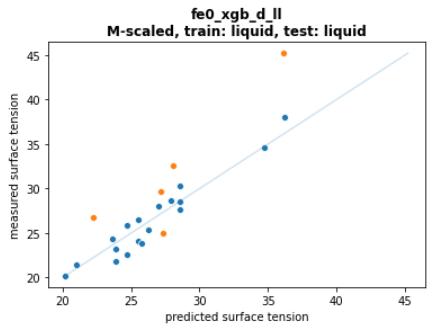 fe0_xgb_d_ll
M-scaled, train: liquid, test: liquid
measured surface tension
45
40
35
30
25
20
20 25 30 35 40 45
predicted surface tension